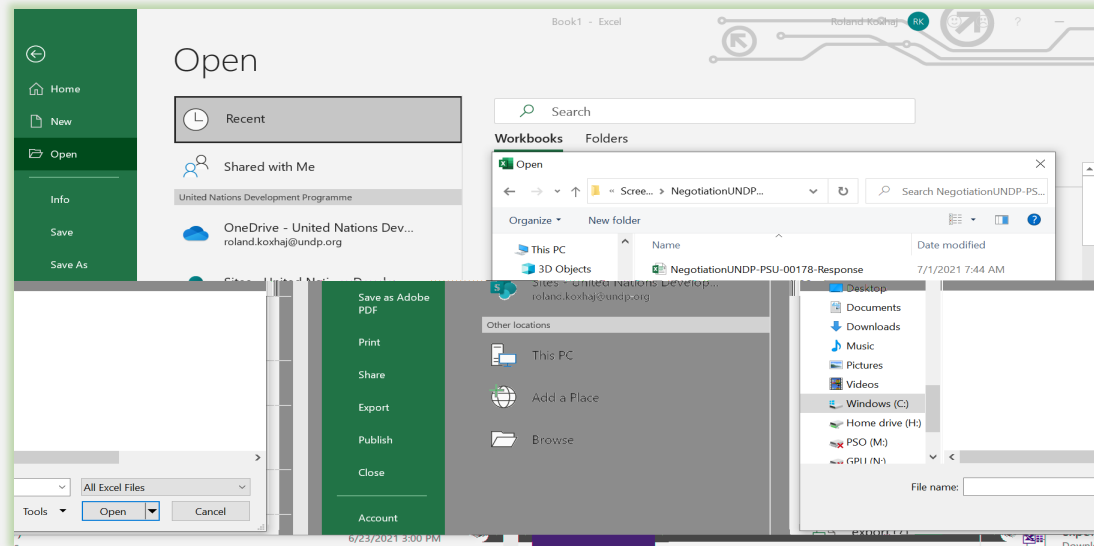 Book1 - Excel
Roland Koxhaj
RK
?
Open
Home
New
Open
Info
Save
Save As
Recent
Shared with Me
United Nations Development Programme
OneDrive - United Nations Dev...
roland.koxhaj@undp.org
Search
Workbooks Folders
Open
« Scree... > NegotiationUNDP...
Search NegotiationUNDP-PS...
Organize New folder
Name
Date modified
This PC
3D Objects
NegotiationUNDP-PSU-00178-Response
7/1/2021 7:44 AM
All Excel Files
Tools
Open
Cancel
Save as Adobe
PDF
Print
Share
Export
Publish
Close
Account
6/23/2021 3:00 PM
Sites - United Nations Develop...
roland.koxhaj@undp.org
Other locations
This PC
Add a Place
Browse
Desktop
Documents
Downloads
Music
Pictures
Videos
Windows (C:)
Home drive (H:)
PSO (M:)
GPU (N:)
File name: